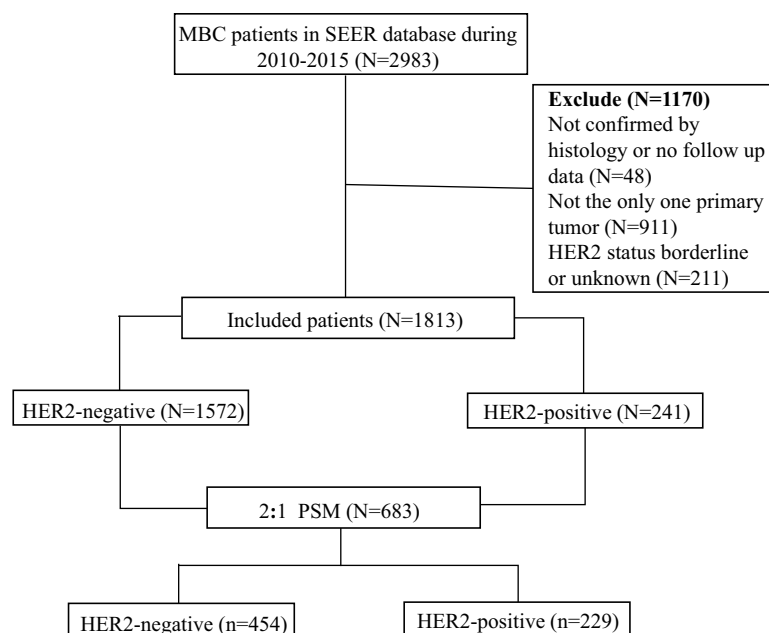 MBC patients in SEER database during
2010-2015 (N=2983)
Exclude (N=1170)
Not confirmed by
histology or no follow up
data (N=48)
Not the only one primary
tumor (N=911)
HER2 status borderline
or unknown (N=211)
Included patients (N=1813)
HER2-negative (N=1572)
HER2-positive (N=241)
2:1 PSM (N=683)
HER2-negative (n=454)
HER2-positive (n=229)